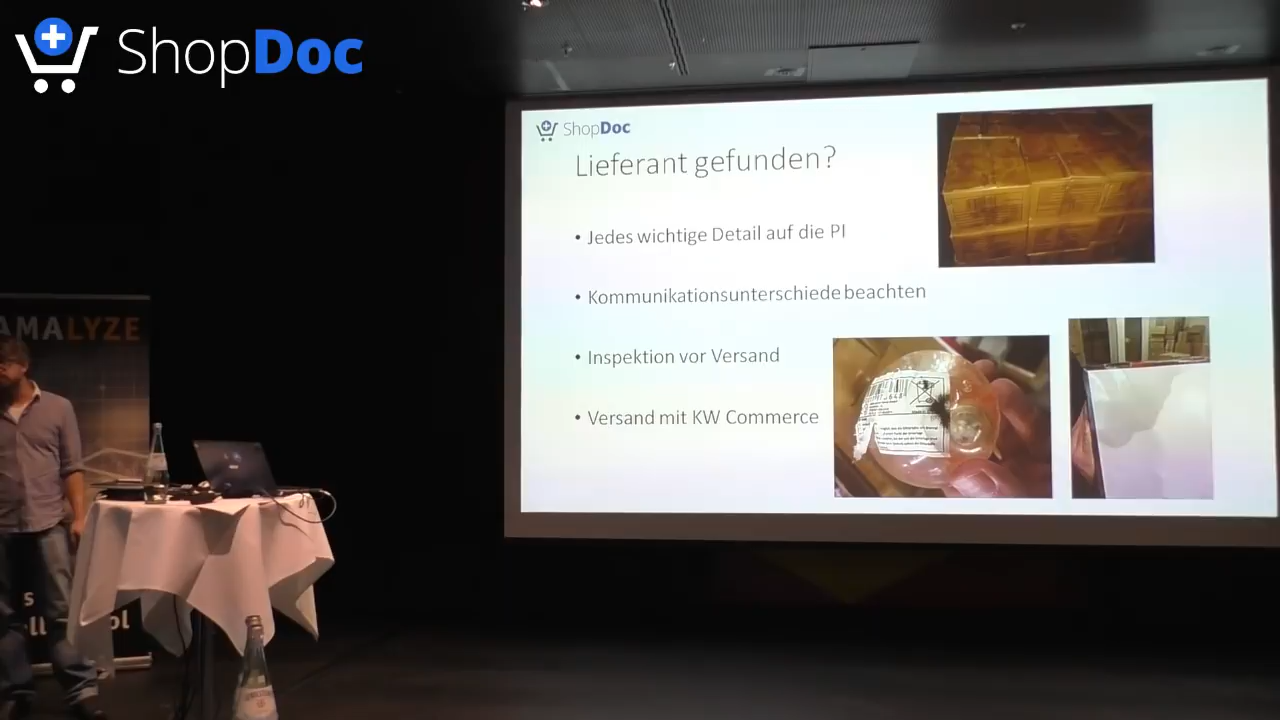 ShopDoc
ShopDoc
Lieferant gefunden?
• Jedes wichtige Detail auf die PI
• Kommunikationsunterschiede beachten
• Inspektion vor Versand
• Versand mit KW Commerce
AMALYZE